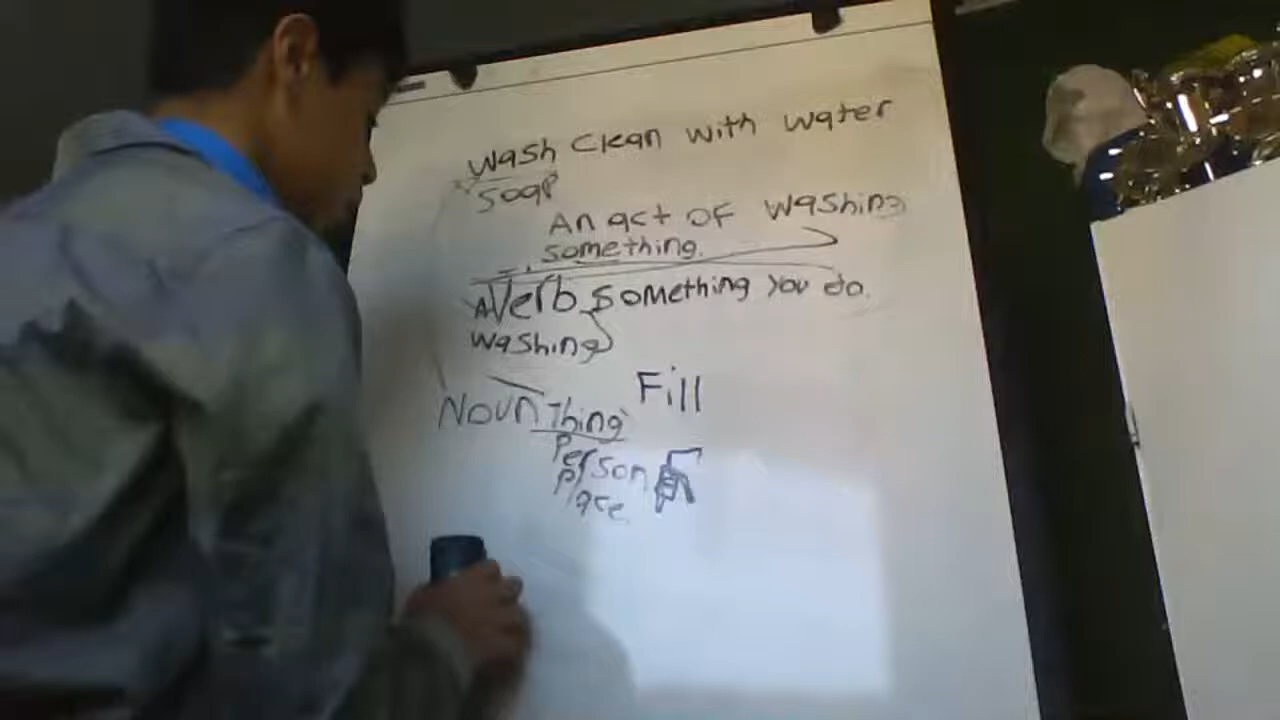 Wash Clean with water
soap
An act of Washing
something.
A Verb something you do.
Washing
Fill
Noun Thing
Person
Place